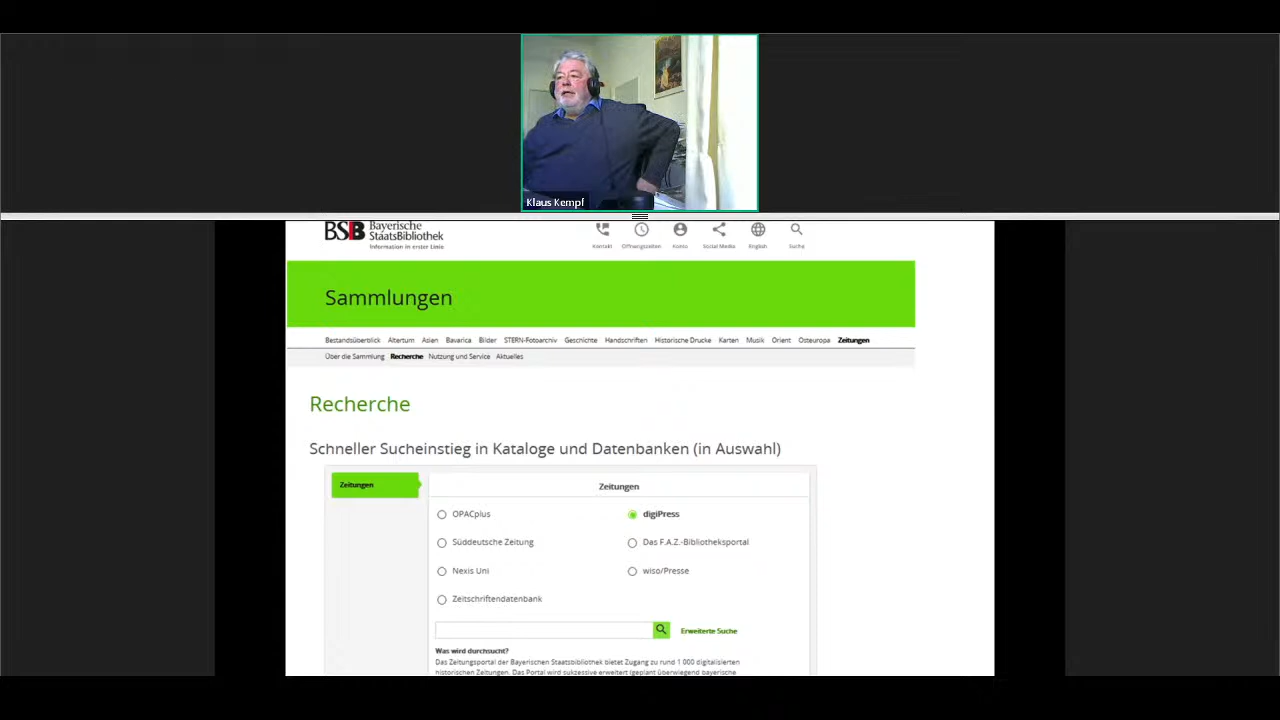 Klaus Kempf
BSB Bayerische
StaatsBibliothek
Information in erster Linie
Kontakt Öffnungszeiten Konto Social Media English Suche
Sammlungen
Bestandsüberblick Altertum Asien Bavarica Bilder STERN-Fotoarchiv Geschichte Handschriften Historische Drucke Karten Musik Orient Osteuropa Zeitungen
Über die Sammlung Recherche Nutzung und Service Aktuelles
Recherche
Schneller Sucheinstieg in Kataloge und Datenbanken (in Auswahl)
Zeitungen
Zeitungen
OPACplus digiPress
Süddeutsche Zeitung Das F.A.Z.-Bibliotheksportal
Nexis Uni wiso/Presse
Zeitschriftendatenbank
Erweiterte Suche
Was wird durchsucht?
Das Zeitungsportal der Bayerischen Staatsbibliothek bietet Zugang zu rund 1 000 digitalisierten
historischen Zeitungen. Das Portal wird sukzessive erweitert (geplant überwiegend bayerische